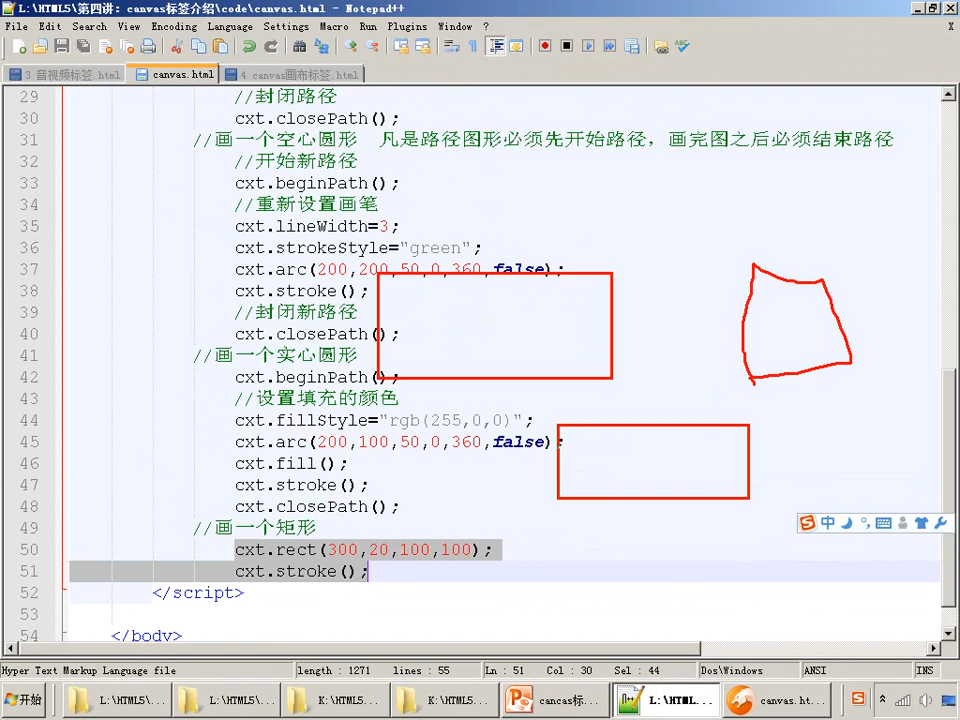 L:\HTML5\第四讲: canvas标签介绍\code\canvas.html - Notepad++
File Edit Search View Encoding Language Settings Macro Run Plugins Window ? X
3 音视频标签.html canvas.html 4 canvas画布标签.html
29 //封闭路径
30 cxt.closePath();
31 //画一个空心圆形 凡是路径图形必须先开始路径，画完图之后必须结束路径
32 //开始新路径
33 cxt.beginPath();
34 //重新设置画笔
35 cxt.lineWidth=3;
36 cxt.strokeStyle="green";
37 cxt.arc(200,200,50,0,360,false);
38 cxt.stroke();
39 //封闭新路径
40 cxt.closePath();
41 //画一个实心圆形
42 cxt.beginPath();
43 //设置填充的颜色
44 cxt.fillStyle="rgb(255,0,0)";
45 cxt.arc(200,100,50,0,360,false);
46 cxt.fill();
47 cxt.stroke();
48 cxt.closePath();
49 //画一个矩形
中
50 cxt.rect(300,20,100,100);
51 cxt.stroke();
52 </script>
53
54 </body>
Hyper Text Markup Language file length : 1271 lines : 55 Ln : 51 Col : 30 Sel : 44 Dos\Windows ANSI INS
开始 L:\HTML5\... L:\HTML5\... K:\HTML5... K:\HTML5... cancas标... L:\HTML... canvas.ht...